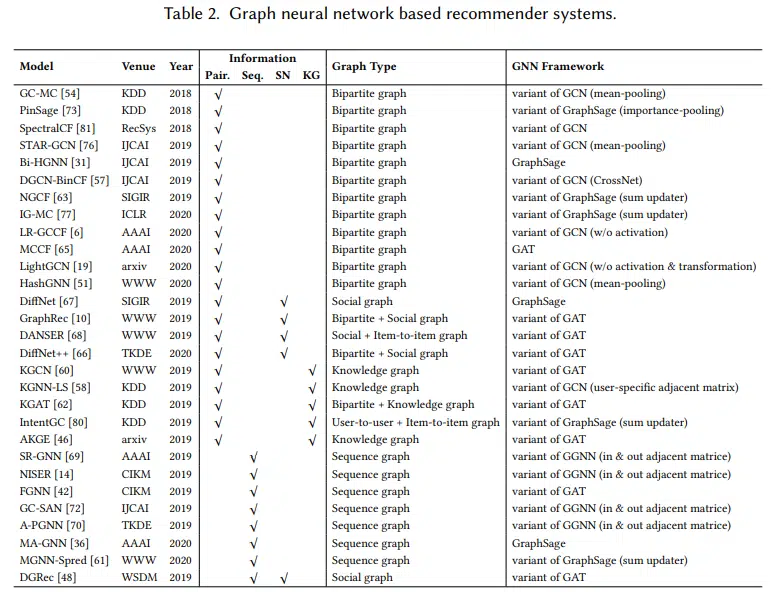 Table 2. Graph neural network based recommender systems.
Model Venue Year Information Graph Type GNN Framework
Pair. Seq. SN KG
GC-MC [54] KDD 2018 √ Bipartite graph variant of GCN (mean-pooling)
PinSage [73] KDD 2018 √ Bipartite graph variant of GraphSage (importance-pooling)
SpectralCF [81] RecSys 2018 √ Bipartite graph variant of GCN
STAR-GCN [76] IJCAI 2019 √ Bipartite graph variant of GCN (mean-pooling)
Bi-HGNN [31] IJCAI 2019 √ Bipartite graph GraphSage
DGCN-BinCF [57] IJCAI 2019 √ Bipartite graph variant of GCN (CrossNet)
NGCF [63] SIGIR 2019 √ Bipartite graph variant of GraphSage (sum updater)
IG-MC [77] ICLR 2020 √ Bipartite graph variant of GraphSage (sum updater)
LR-GCCF [6] AAAI 2020 √ Bipartite graph variant of GCN (w/o activation)
MCCF [65] AAAI 2020 √ Bipartite graph GAT
LightGCN [19] arxiv 2020 √ Bipartite graph variant of GCN (w/o activation & transformation)
HashGNN [51] WWW 2020 √ Bipartite graph variant of GCN (mean-pooling)
DiffNet [67] SIGIR 2019 √ √ Social graph GraphSage
GraphRec [10] WWW 2019 √ √ Bipartite + Social graph variant of GAT
DANSER [68] WWW 2019 √ √ Social + Item-to-item graph variant of GAT
DiffNet++ [66] TKDE 2020 √ √ Bipartite + Social graph variant of GAT
KGCN [60] WWW 2019 √ √ Knowledge graph variant of GAT
KGNN-LS [58] KDD 2019 √ √ Knowledge graph variant of GCN (user-specific adjacent matrix)
KGAT [62] KDD 2019 √ √ Bipartite + Knowledge graph variant of GAT
IntentGC [80] KDD 2019 √ √ User-to-user + Item-to-item graph variant of GraphSage (sum updater)
AKGE [46] arxiv 2019 √ √ Knowledge graph variant of GAT
SR-GNN [69] AAAI 2019 √ Sequence graph variant of GGNN (in & out adjacent matrice)
NISER [14] CIKM 2019 √ Sequence graph variant of GGNN (in & out adjacent matrice)
FGNN [42] CIKM 2019 √ Sequence graph variant of GAT
GC-SAN [72] IJCAI 2019 √ Sequence graph variant of GGNN (in & out adjacent matrice)
A-PGNN [70] TKDE 2019 √ Sequence graph variant of GGNN (in & out adjacent matrice)
MA-GNN [36] AAAI 2020 √ Sequence graph GraphSage
MGNN-Spred [61] WWW 2020 √ Sequence graph variant of GraphSage (sum updater)
DGRec [48] WSDM 2019 √ √ Social graph variant of GAT